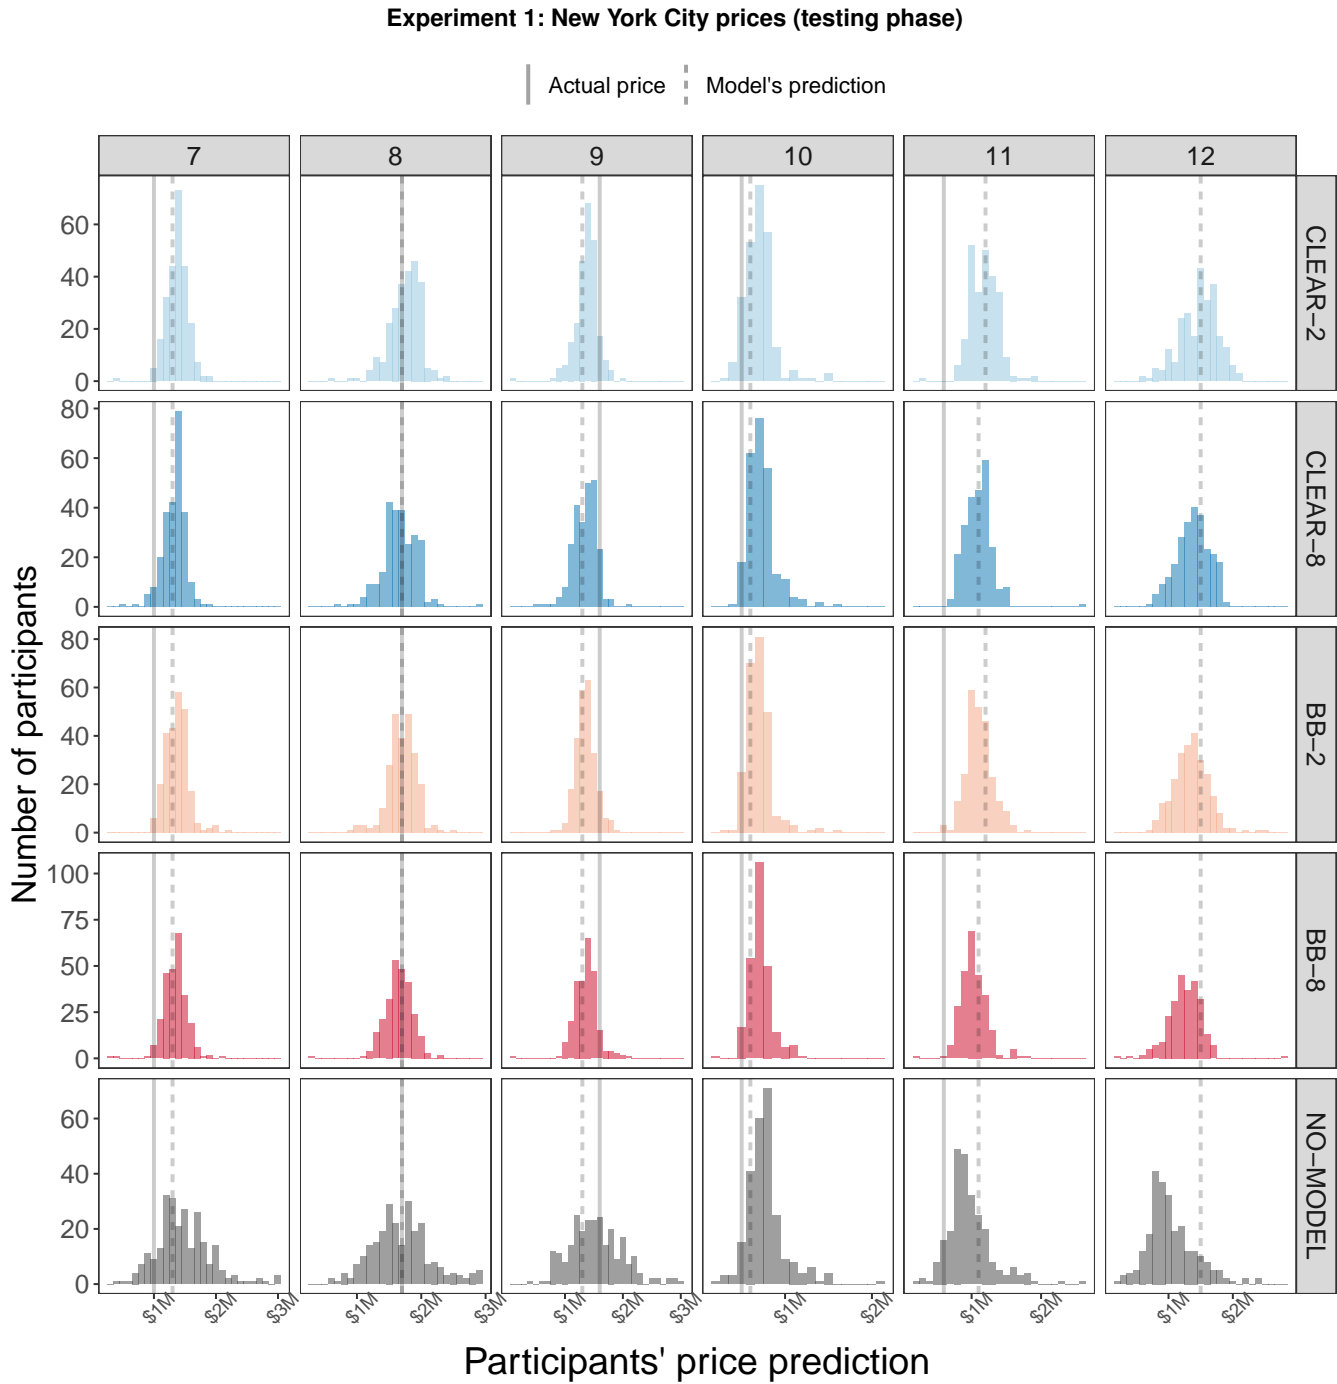 Experiment 1: New York City prices (testing phase)
Actual price Model's prediction
7 8 9 10 11 12
60
40
20
0
CLEAR−2
80
60
40
20
0
CLEAR−8
80
60
40
20
0
BB−2
100
75
50
25
0
BB−8
60
40
20
0
NO−MODEL
Number of participants
$1M $2M $3M $1M $2M $3M $1M $2M $3M $1M $2M $1M $2M $1M $2M
Participants' price prediction